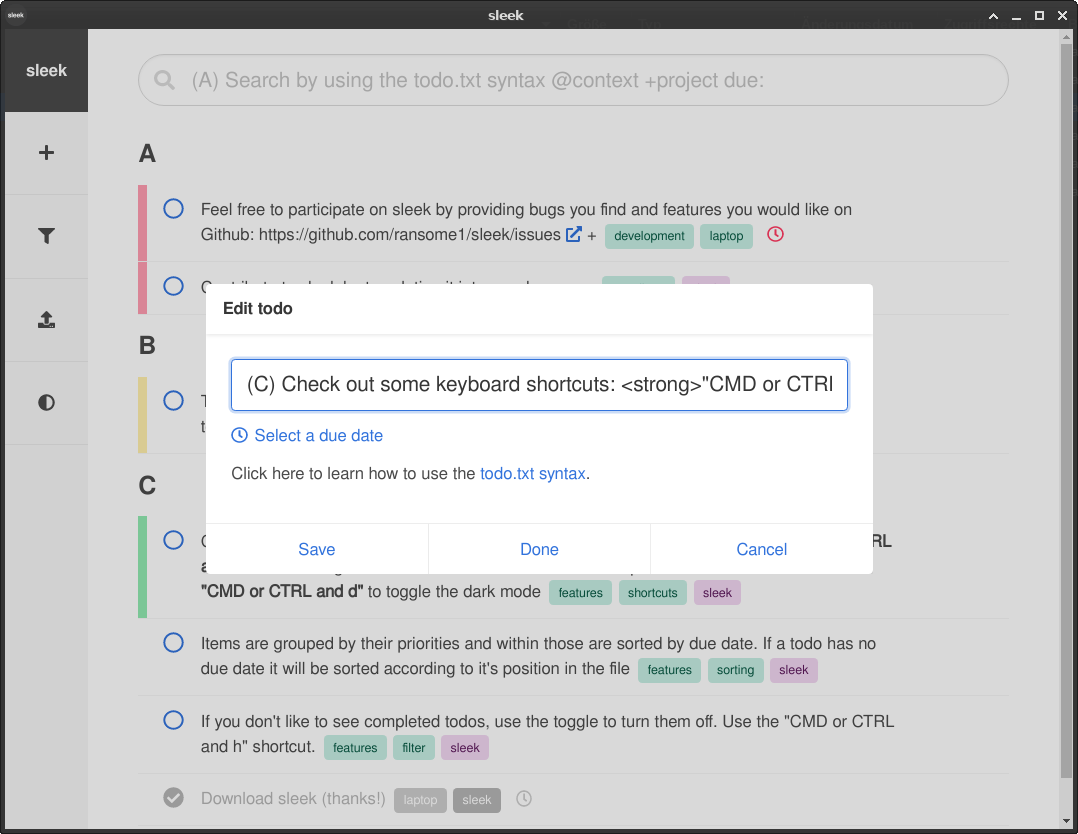 sleek
sleek
sleek
(A) Search by using the todo.txt syntax @context +project due:
A
Feel free to participate on sleek by providing bugs you find and features you would like on
Github: https://github.com/ransome1/sleek/issues + development laptop
Edit todo
B
(C) Check out some keyboard shortcuts: <strong>"CMD or CTRL
Select a due date
Click here to learn how to use the todo.txt syntax.
C
Save Done Cancel
"CMD or CTRL and d" to toggle the dark mode features shortcuts sleek
Items are grouped by their priorities and within those are sorted by due date. If a todo has no
due date it will be sorted according to it's position in the file features sorting sleek
If you don't like to see completed todos, use the toggle to turn them off. Use the "CMD or CTRL
and h" shortcut. features filter sleek
Download sleek (thanks!) laptop sleek